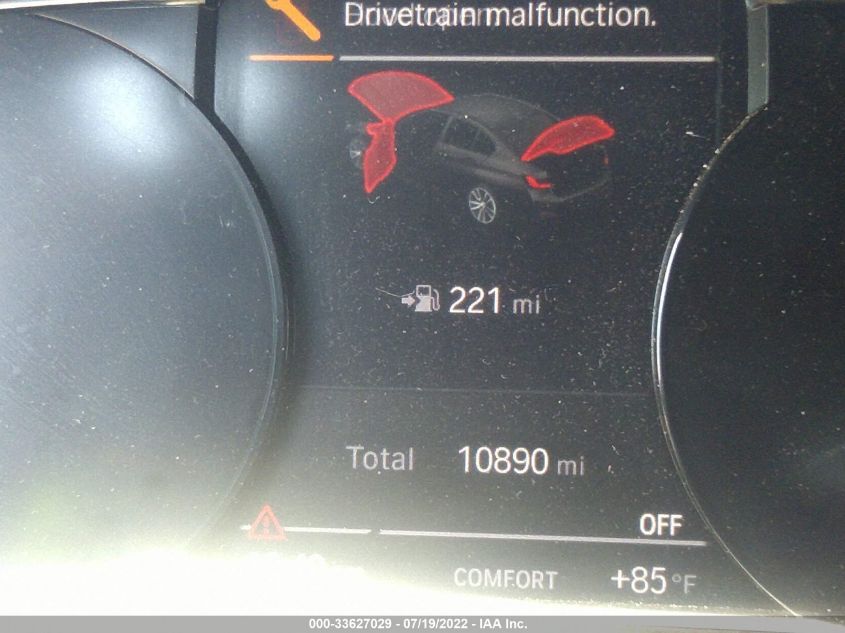 Drivetrain malfunction.
221 mi
Total 10890 mi
OFF
COMFORT +85°F
000-33627029 - 07/19/2022 - IAA Inc.